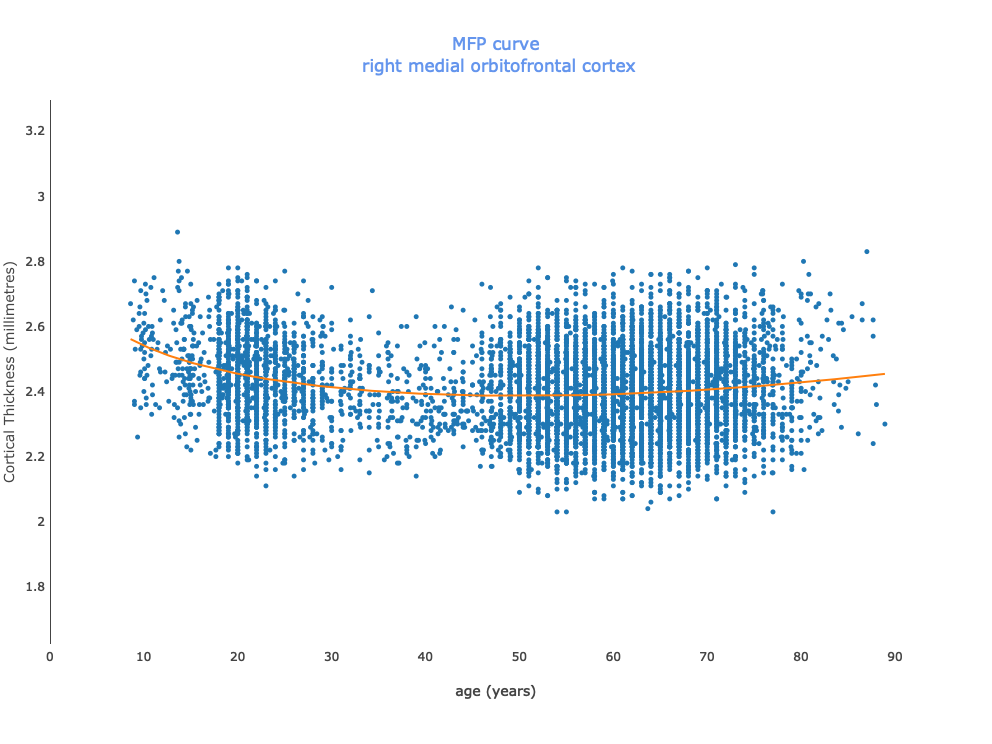 MFP curve
right medial orbitofrontal cortex
Cortical Thickness (millimetres)
3.2
3
2.8
2.6
2.4
2.2
2
1.8
0 10 20 30 40 50 60 70 80 90
age (years)